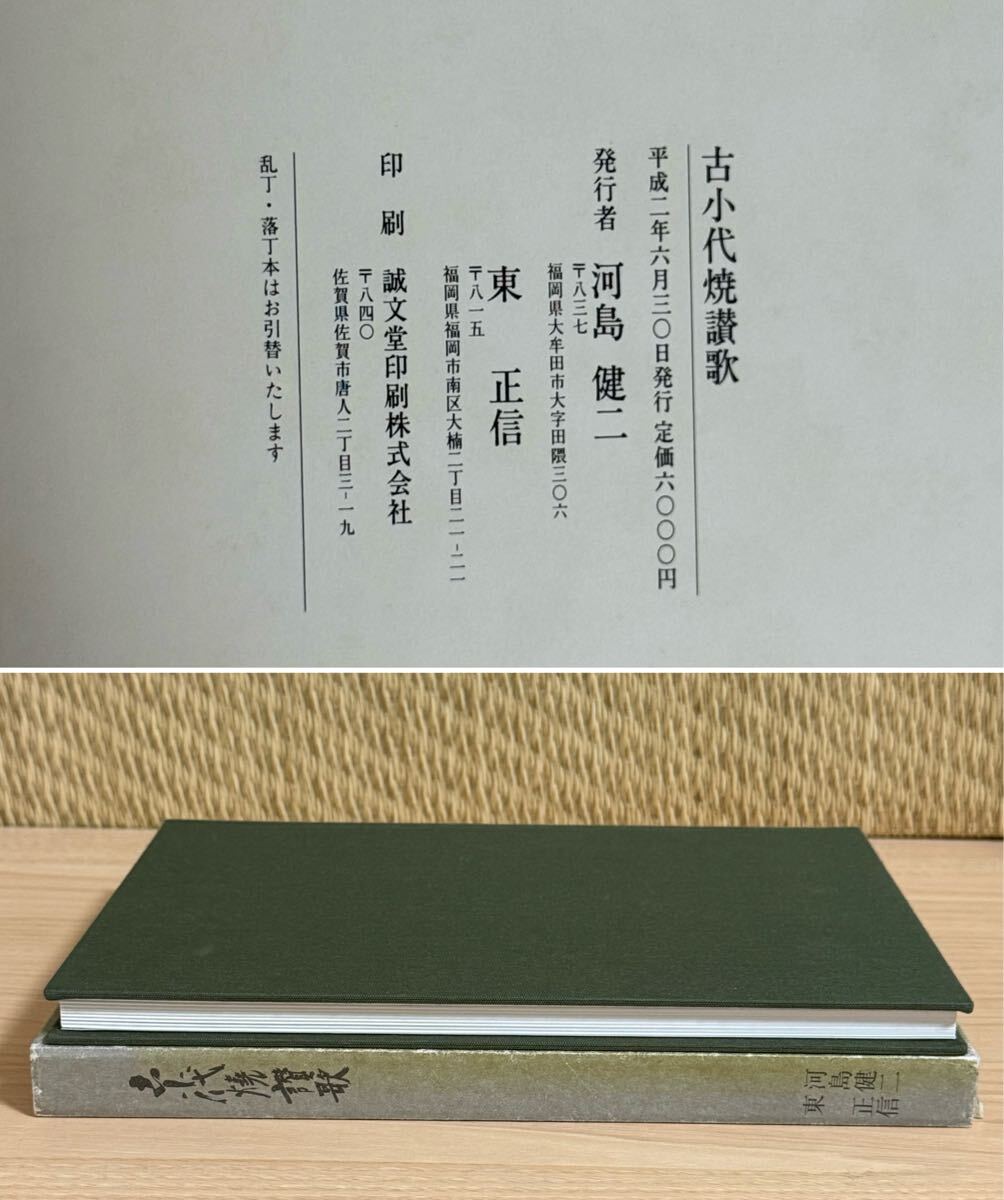 古小代焼讃歌
平成二年六月三〇日発行 定価六〇〇〇円
発行者 河島 健二
〒八三七
福岡県大牟田市大字田隈三〇六
東 正信
〒八一五
福岡県福岡市南区大楠二丁目二一-二一
印刷 誠文堂印刷株式会社
〒八四〇
佐賀県佐賀市唐人二丁目三-一九
乱丁・落丁本はお引替いたします
古小代焼讃歌
河島健二
東 正信